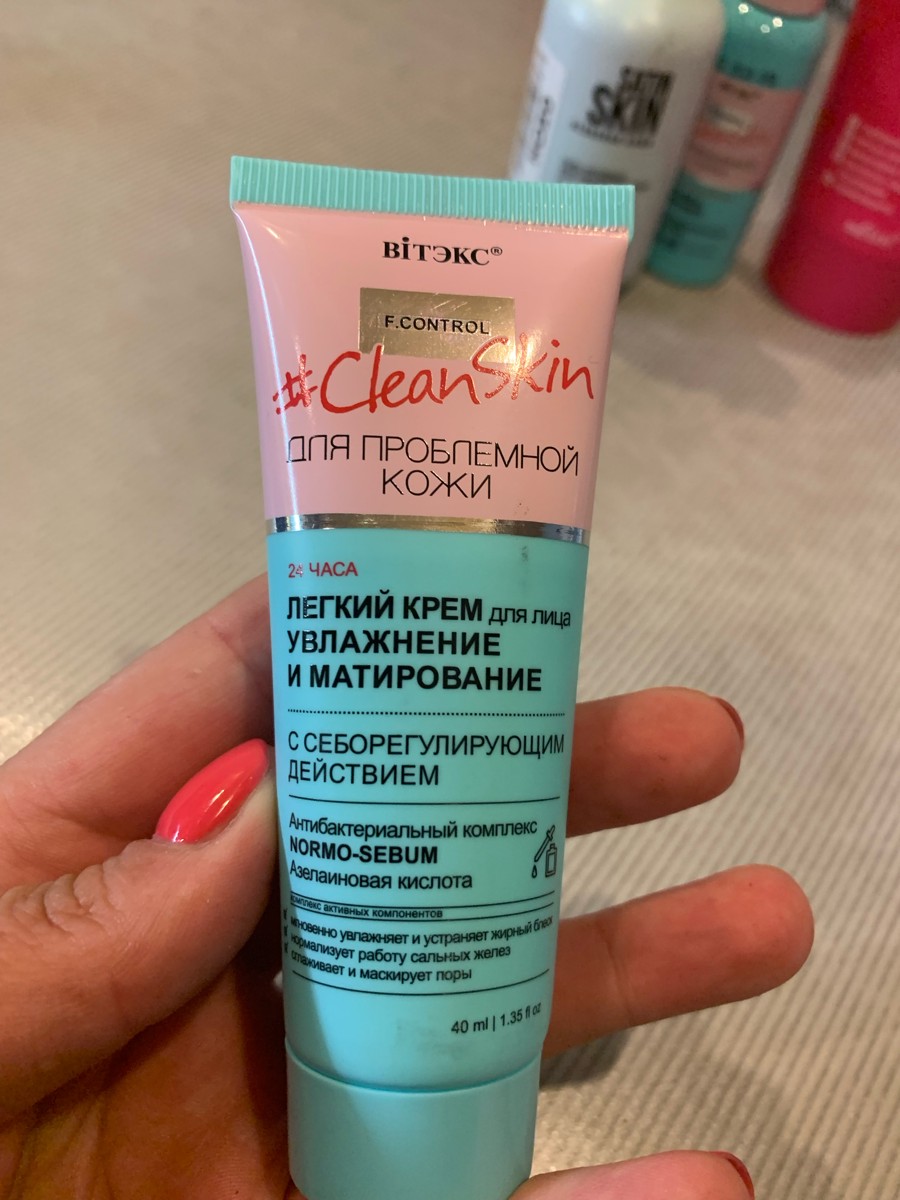 SATIN
SKIN
ВIТЭКС®
F.CONTROL
#CleanSkin
ДЛЯ ПРОБЛЕМНОЙ
КОЖИ
24 ЧАСА
ЛЕГКИЙ КРЕМ для лица
УВЛАЖНЕНИЕ
И МАТИРОВАНИЕ
С СЕБОРЕГУЛИРУЮЩИМ
ДЕЙСТВИЕМ
Антибактериальный комплекс
NORMO-SEBUM
Азелаиновая кислота
комплекс активных компонентов
мгновенно увлажняет и устраняет жирный блеск
нормализует работу сальных желез
сглаживает и маскирует поры
40 ml | 1.35 fl oz